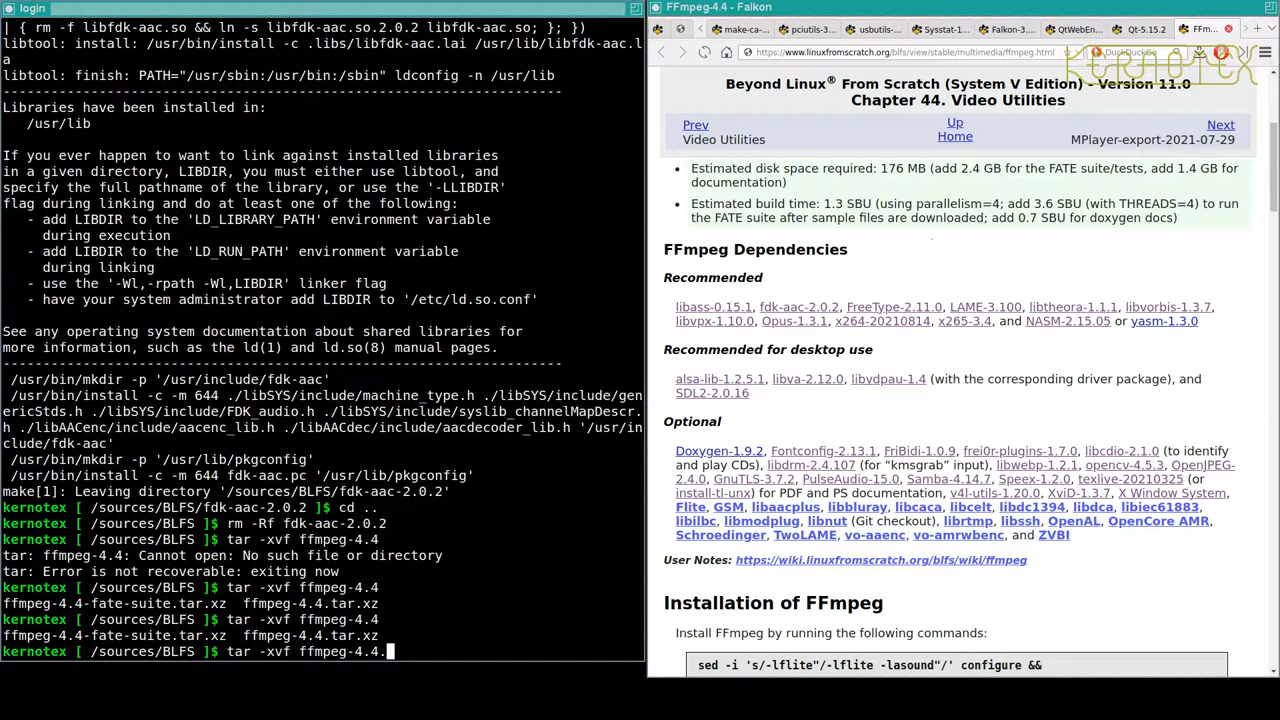 login
| { rm -f libfdk-aac.so && ln -s libfdk-aac.so.2.0.2 libfdk-aac.so; }; })
libtool: install: /usr/bin/install -c .libs/libfdk-aac.lai /usr/lib/libfdk-aac.l
a
libtool: finish: PATH="/usr/sbin:/usr/bin:/sbin" ldconfig -n /usr/lib
----------------------------------------------------------------------
Libraries have been installed in:
   /usr/lib
If you ever happen to want to link against installed libraries
in a given directory, LIBDIR, you must either use libtool, and
specify the full pathname of the library, or use the '-LLIBDIR'
flag during linking and do at least one of the following:
   - add LIBDIR to the 'LD_LIBRARY_PATH' environment variable
     during execution
   - add LIBDIR to the 'LD_RUN_PATH' environment variable
     during linking
   - use the '-Wl,-rpath -Wl,LIBDIR' linker flag
   - have your system administrator add LIBDIR to '/etc/ld.so.conf'
See any operating system documentation about shared libraries for
more information, such as the ld(1) and ld.so(8) manual pages.
----------------------------------------------------------------------
 /usr/bin/mkdir -p '/usr/include/fdk-aac'
 /usr/bin/install -c -m 644 ./libSYS/include/machine_type.h ./libSYS/include/gen
ericStds.h ./libSYS/include/FDK_audio.h ./libSYS/include/syslib_channelMapDescr.
h ./libAACenc/include/aacenc_lib.h ./libAACdec/include/aacdecoder_lib.h '/usr/in
clude/fdk-aac'
 /usr/bin/mkdir -p '/usr/lib/pkgconfig'
 /usr/bin/install -c -m 644 fdk-aac.pc '/usr/lib/pkgconfig'
make[1]: Leaving directory '/sources/BLFS/fdk-aac-2.0.2'
kernotex [ /sources/BLFS/fdk-aac-2.0.2 ]$ cd ..
kernotex [ /sources/BLFS ]$ rm -Rf fdk-aac-2.0.2
kernotex [ /sources/BLFS ]$ tar -xvf ffmpeg-4.4
tar: ffmpeg-4.4: Cannot open: No such file or directory
tar: Error is not recoverable: exiting now
kernotex [ /sources/BLFS ]$ tar -xvf ffmpeg-4.4
ffmpeg-4.4-fate-suite.tar.xz  ffmpeg-4.4.tar.xz
kernotex [ /sources/BLFS ]$ tar -xvf ffmpeg-4.4
ffmpeg-4.4-fate-suite.tar.xz  ffmpeg-4.4.tar.xz
kernotex [ /sources/BLFS ]$ tar -xvf ffmpeg-4.4.
FFmpeg-4.4 - Falkon
make-ca-... pciutils-3... usbutils-... Sysstat-1... Falkon-3.... QtWebEn... Qt-5.15.2 FFm...
https://www.linuxfromscratch.org/blfs/view/stable/multimedia/ffmpeg.html DuckDuckGo
KERNOTEX
Beyond Linux® From Scratch (System V Edition) - Version 11.0
Chapter 44. Video Utilities
Prev Up Next
Video Utilities Home MPlayer-export-2021-07-29
• Estimated disk space required: 176 MB (add 2.4 GB for the FATE suite/tests, add 1.4 GB for
documentation)
• Estimated build time: 1.3 SBU (using parallelism=4; add 3.6 SBU (with THREADS=4) to run
the FATE suite after sample files are downloaded; add 0.7 SBU for doxygen docs)
FFmpeg Dependencies
Recommended
libass-0.15.1, fdk-aac-2.0.2, FreeType-2.11.0, LAME-3.100, libtheora-1.1.1, libvorbis-1.3.7,
libvpx-1.10.0, Opus-1.3.1, x264-20210814, x265-3.4, and NASM-2.15.05 or yasm-1.3.0
Recommended for desktop use
alsa-lib-1.2.5.1, libva-2.12.0, libvdpau-1.4 (with the corresponding driver package), and
SDL2-2.0.16
Optional
Doxygen-1.9.2, Fontconfig-2.13.1, FriBidi-1.0.9, frei0r-plugins-1.7.0, libcdio-2.1.0 (to identify
and play CDs), libdrm-2.4.107 (for “kmsgrab” input), libwebp-1.2.1, opencv-4.5.3, OpenJPEG-
2.4.0, GnuTLS-3.7.2, PulseAudio-15.0, Samba-4.14.7, Speex-1.2.0, texlive-20210325 (or
install-tl-unx) for PDF and PS documentation, v4l-utils-1.20.0, XviD-1.3.7, X Window System,
Flite, GSM, libaacplus, libbluray, libcaca, libcelt, libdc1394, libdca, libiec61883,
libilbc, libmodplug, libnut (Git checkout), librtmp, libssh, OpenAL, OpenCore AMR,
Schroedinger, TwoLAME, vo-aaenc, vo-amrwbenc, and ZVBI
User Notes: https://wiki.linuxfromscratch.org/blfs/wiki/ffmpeg
Installation of FFmpeg
Install FFmpeg by running the following commands:
sed -i 's/-lflite"/-lflite -lasound"/' configure &&